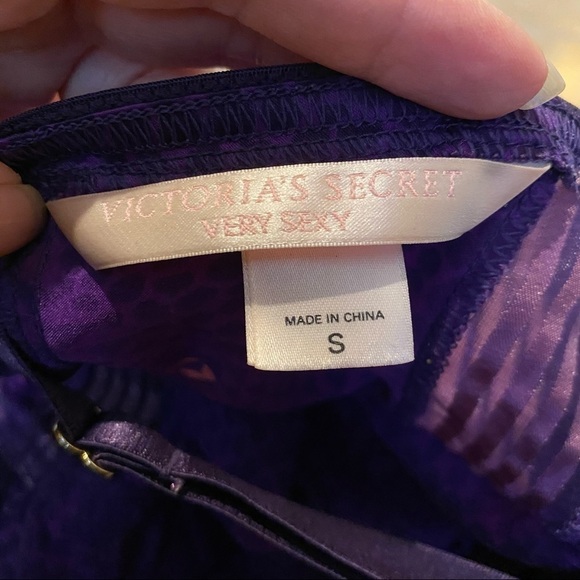 VICTORIA'S SECRET
VERY SEXY
MADE IN CHINA
S